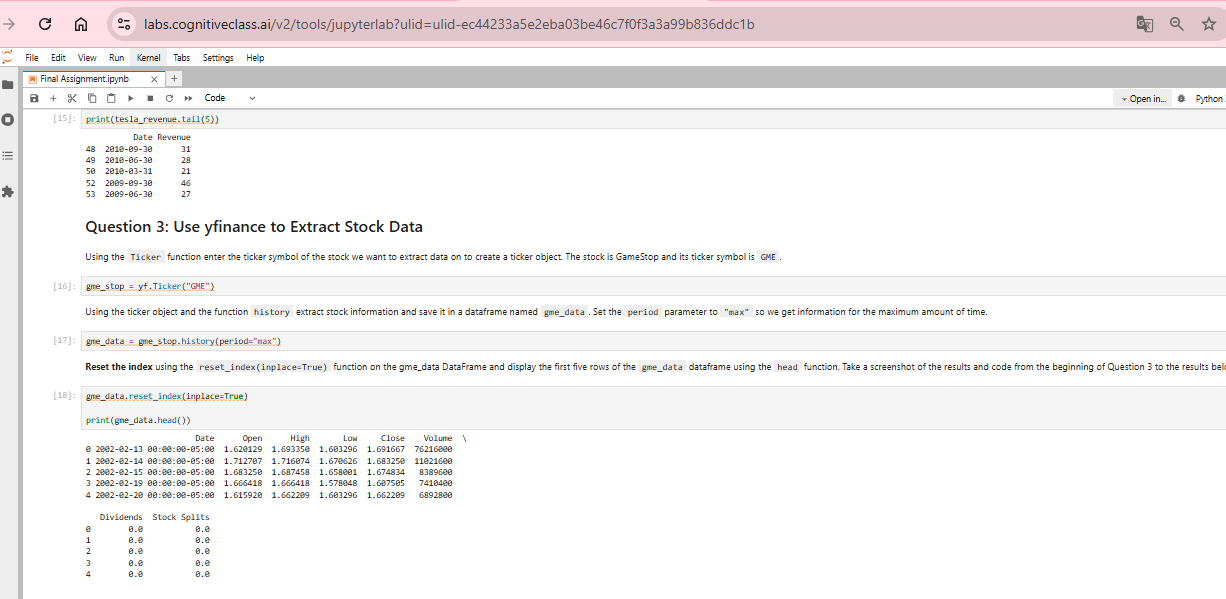 labs.cognitiveclass.ai/v2/tools/jupyterlab?ulid=ulid-ec44233a5e2eba03be46c7f0f3a3a99b836ddc1b
File Edit View Run Kernel Tabs Settings Help
Final Assignment.ipynb
Code Open in... Python
[15]: print(tesla_revenue.tail(5))
Date Revenue
48 2010-09-30 31
49 2010-06-30 28
50 2010-03-31 21
52 2009-09-30 46
53 2009-06-30 27
Question 3: Use yfinance to Extract Stock Data
Using the Ticker function enter the ticker symbol of the stock we want to extract data on to create a ticker object. The stock is GameStop and its ticker symbol is GME .
[16]: gme_stop = yf.Ticker("GME")
Using the ticker object and the function history extract stock information and save it in a dataframe named gme_data . Set the period parameter to "max" so we get information for the maximum amount of time.
[17]: gme_data = gme_stop.history(period="max")
Reset the index using the reset_index(inplace=True) function on the gme_data DataFrame and display the first five rows of the gme_data dataframe using the head function. Take a screenshot of the results and code from the beginning of Question 3 to the results bel
[18]: gme_data.reset_index(inplace=True)
print(gme_data.head())
Date Open High Low Close Volume \
0 2002-02-13 00:00:00-05:00 1.620129 1.693350 1.603296 1.691667 76216000
1 2002-02-14 00:00:00-05:00 1.712707 1.716074 1.670626 1.683250 11021600
2 2002-02-15 00:00:00-05:00 1.683250 1.687458 1.658001 1.674834 8389600
3 2002-02-19 00:00:00-05:00 1.666418 1.666418 1.578048 1.607505 7410400
4 2002-02-20 00:00:00-05:00 1.615920 1.662209 1.603296 1.662209 6892800
Dividends Stock Splits
0 0.0 0.0
1 0.0 0.0
2 0.0 0.0
3 0.0 0.0
4 0.0 0.0